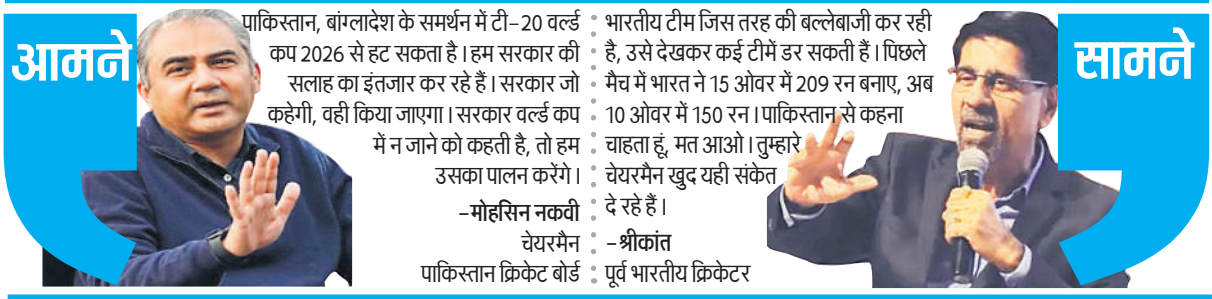 आमने
पाकिस्तान, बांग्लादेश के समर्थन में टी-20 वर्ल्ड
कप 2026 से हट सकता है। हम सरकार की
सलाह का इंतजार कर रहे हैं। सरकार जो
कहेगी, वही किया जाएगा। सरकार वर्ल्ड कप
में न जाने को कहती है, तो हम
उसका पालन करेंगे।
-मोहसिन नकवी
चेयरमैन
पाकिस्तान क्रिकेट बोर्ड
भारतीय टीम जिस तरह की बल्लेबाजी कर रही
है, उसे देखकर कई टीमें डर सकती हैं। पिछले
मैच में भारत ने 15 ओवर में 209 रन बनाए, अब
10 ओवर में 150 रन। पाकिस्तान से कहना
चाहता हूं, मत आओ। तुम्हारे
चेयरमैन खुद यही संकेत
दे रहे हैं।
-श्रीकांत
पूर्व भारतीय क्रिकेटर
सामने